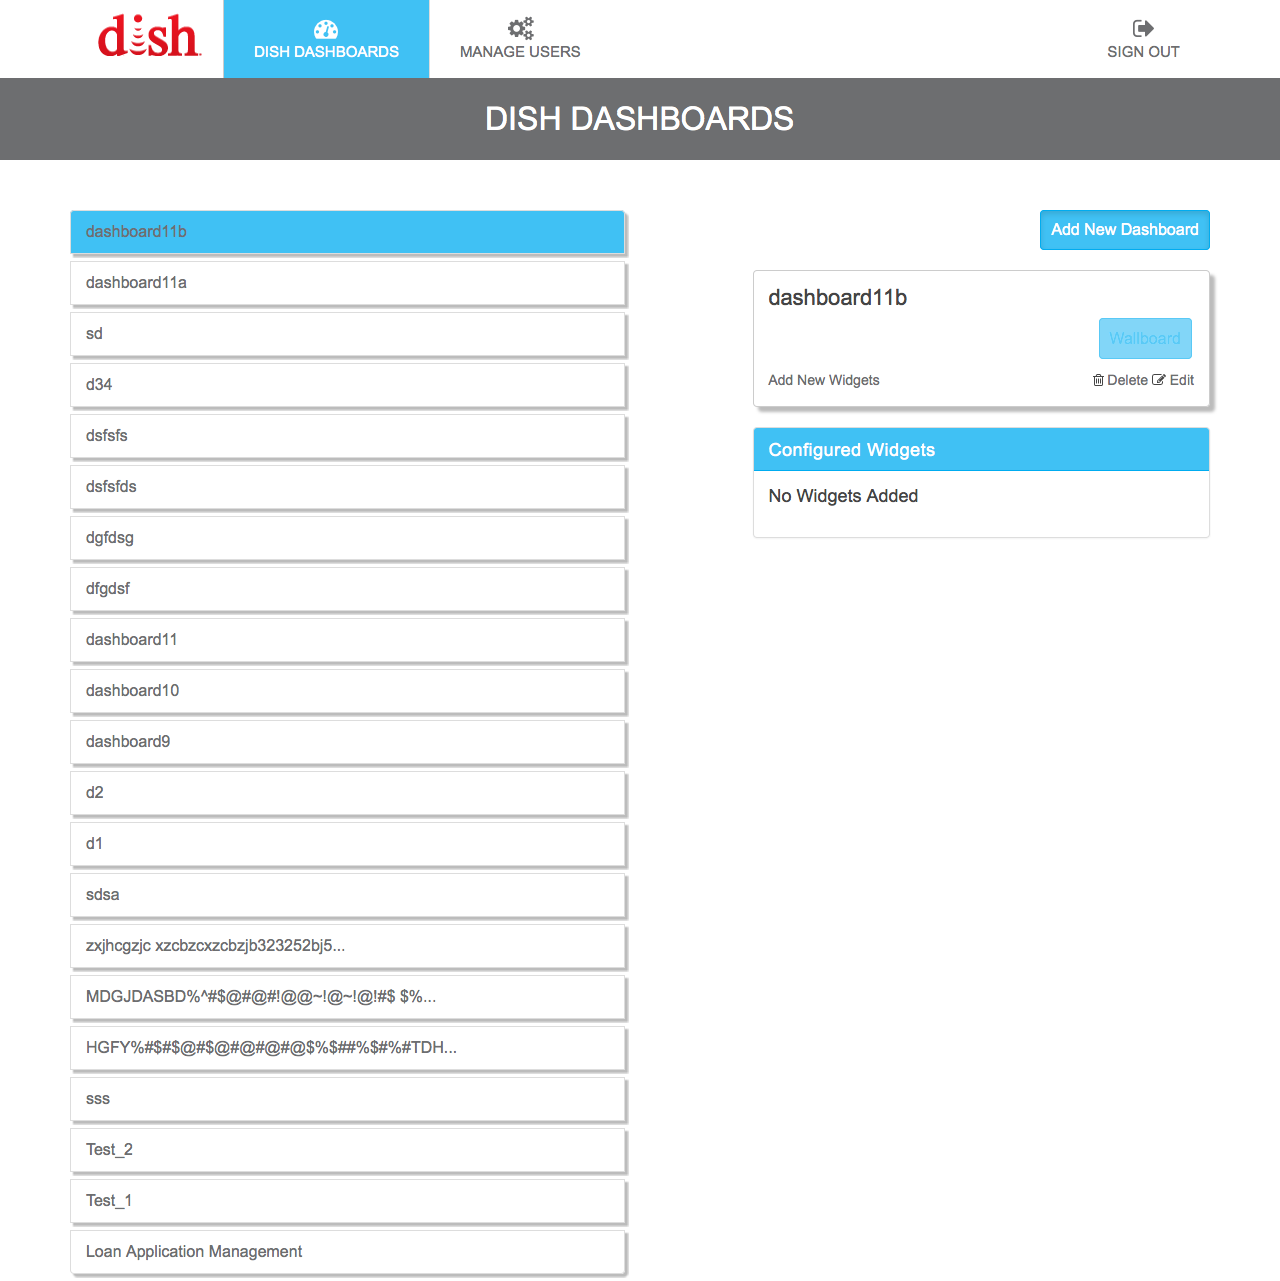 dish
DISH DASHBOARDS
MANAGE USERS
SIGN OUT
DISH DASHBOARDS
dashboard11b
dashboard11a
sd
d34
dsfsfs
dsfsfds
dgfdsg
dfgdsf
dashboard11
dashboard10
dashboard9
d2
d1
sdsa
zxjhcgzjc xzcbzcxzcbzjb323252bj5...
MDGJDASBD%^#$@#@#!@@~!@~!@!#$ $%...
HGFY%#$#$@#$@#@#@#@$%$##%$#%#TDH...
sss
Test_2
Test_1
Loan Application Management
Add New Dashboard
dashboard11b
Wallboard
Add New Widgets
Delete Edit
Configured Widgets
No Widgets Added